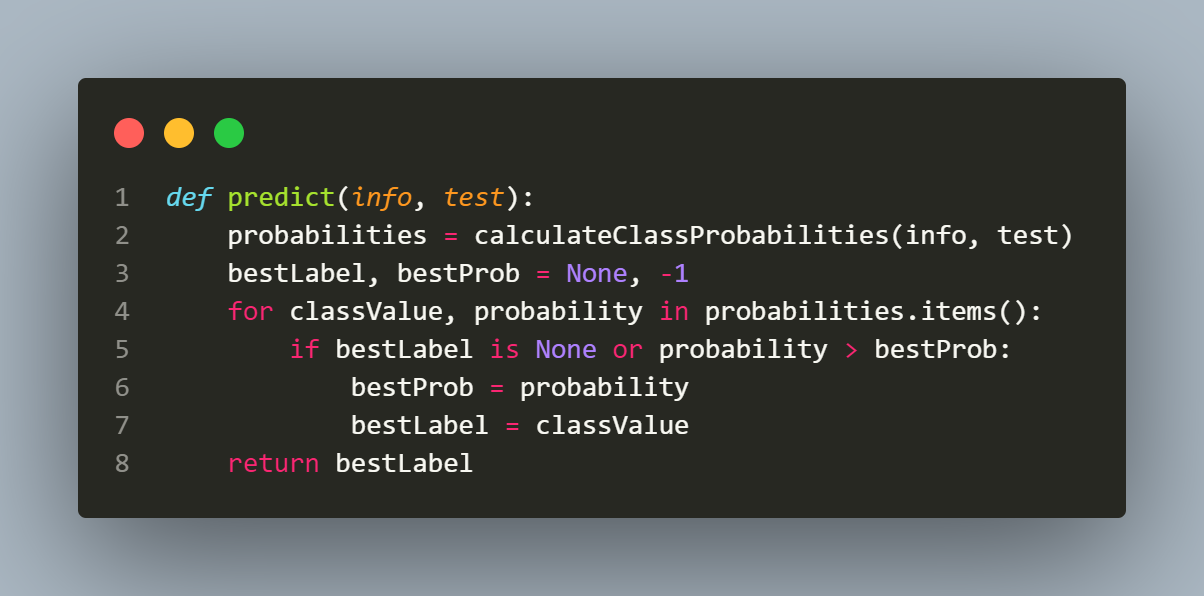 1 def predict(info, test):
2     probabilities = calculateClassProbabilities(info, test)
3     bestLabel, bestProb = None, -1
4     for classValue, probability in probabilities.items():
5         if bestLabel is None or probability > bestProb:
6             bestProb = probability
7             bestLabel = classValue
8     return bestLabel